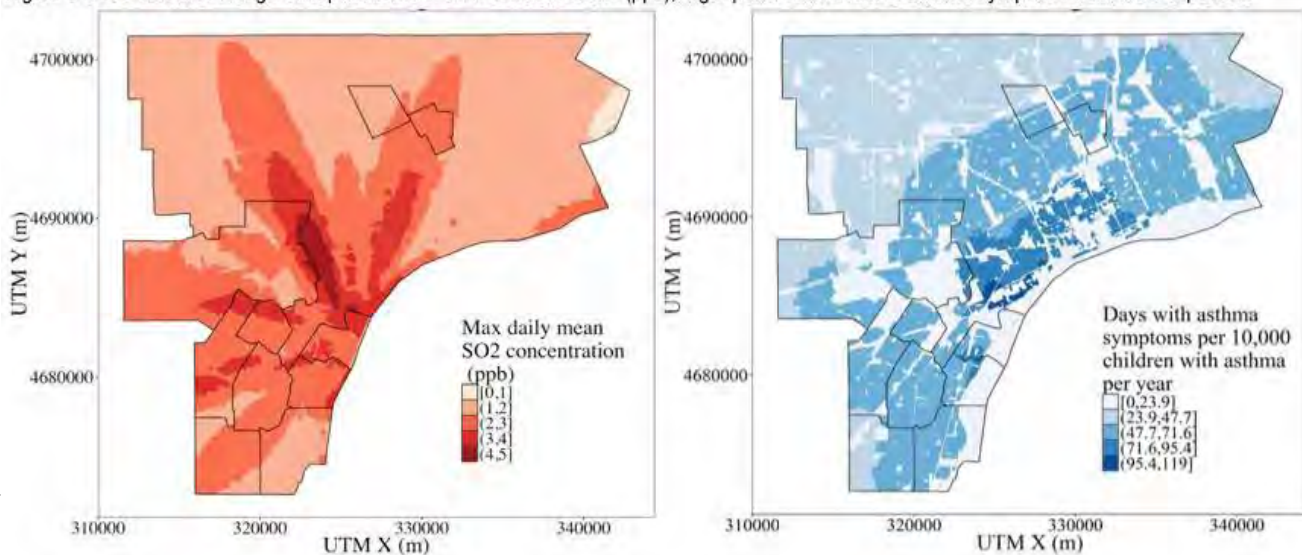 4700000
4690000
4680000
UTM Y (m)
310000 320000 330000 340000
UTM X (m)
Max daily mean
SO2 concentration
(ppb)
[0,1]
(1,2]
(2,3]
(3,4]
(4,5]
4700000
4690000
4680000
UTM Y (m)
310000 320000 330000 340000
UTM X (m)
Days with asthma
symptoms per 10,000
children with asthma
per year
[0,23.9]
(23.9,47.7]
(47.7,71.6]
(71.6,95.4]
(95.4,119]